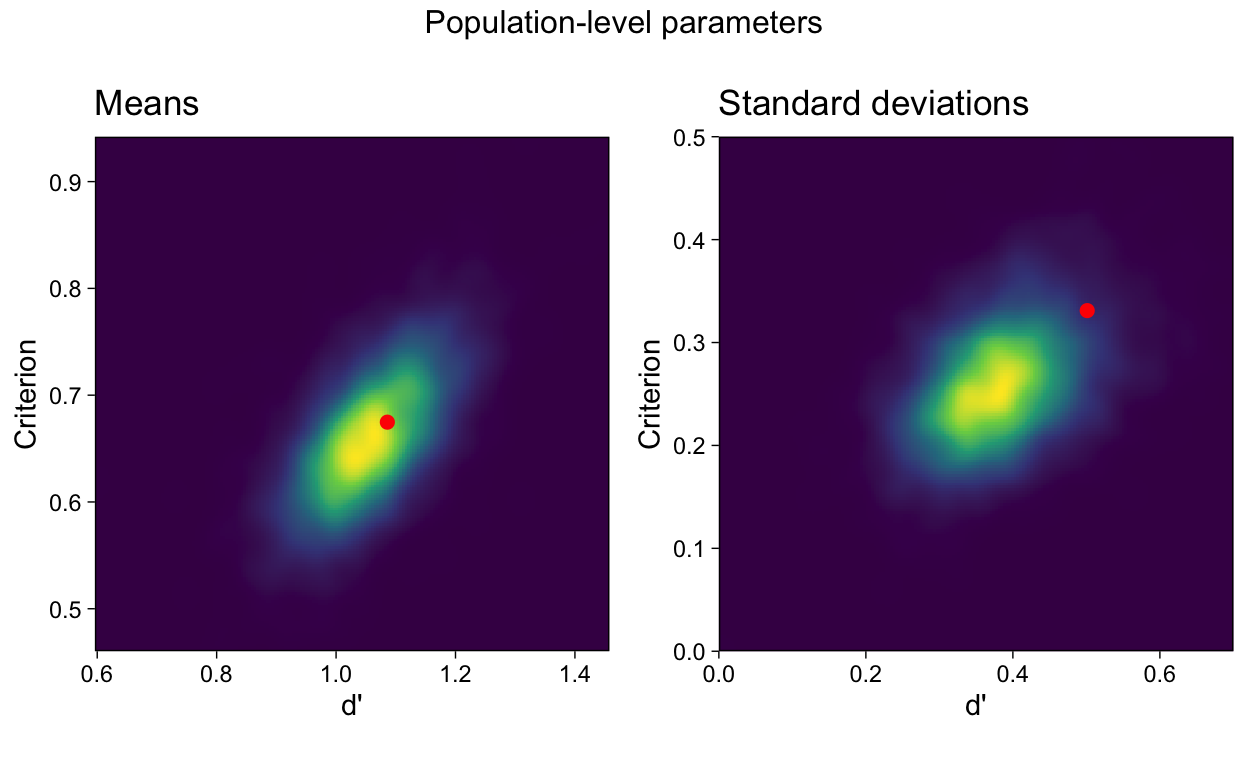 Population-level parameters
Means
Criterion
0.9
0.8
0.7
0.6
0.5
0.6 0.8 1.0 1.2 1.4
d'
Standard deviations
Criterion
0.5
0.4
0.3
0.2
0.1
0.0
0.0 0.2 0.4 0.6
d'